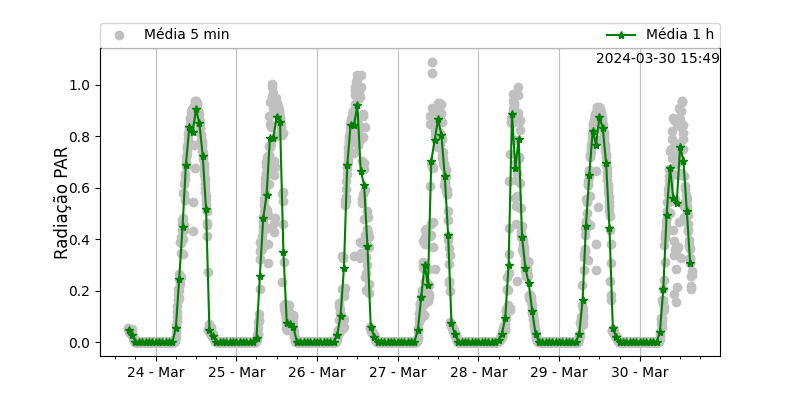 Média 5 min
Média 1 h
2024-03-30 15:49
Radiação PAR
1.0
0.8
0.6
0.4
0.2
0.0
24 - Mar
25 - Mar
26 - Mar
27 - Mar
28 - Mar
29 - Mar
30 - Mar